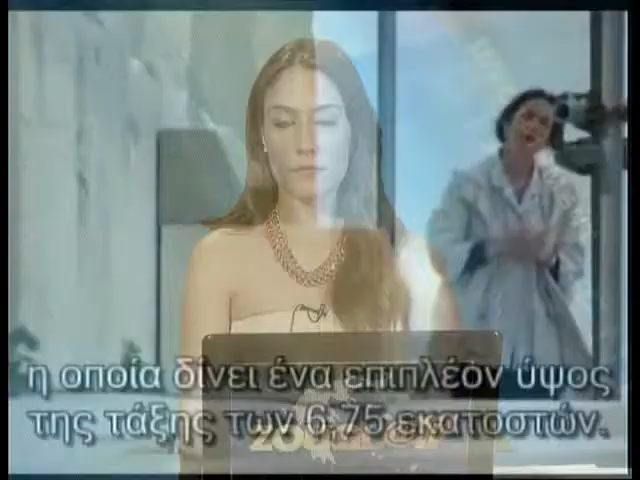 η οποία δίνει ένα επιπλέον ύψος
της τάξης των 6,75 εκατοστών.